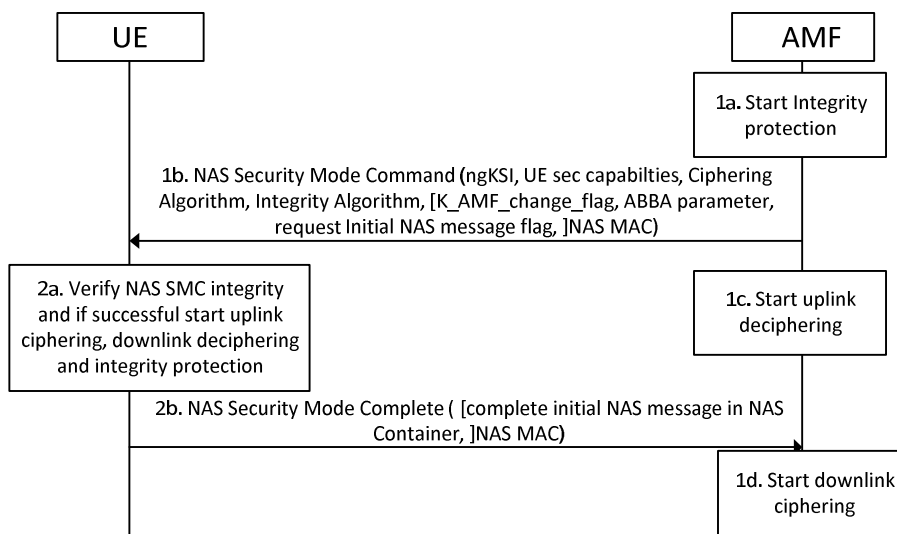 UE
AMF
1a. Start Integrity
protection
1b. NAS Security Mode Command (ngKSI, UE sec capabilties, Ciphering
Algorithm, Integrity Algorithm, [K_AMF_change_flag, ABBA parameter,
request Initial NAS message flag, ]NAS MAC)
2a. Verify NAS SMC integrity
and if successful start uplink
ciphering, downlink deciphering
and integrity protection
1c. Start uplink
deciphering
2b. NAS Security Mode Complete ( [complete initial NAS message in NAS
Container, ]NAS MAC)
1d. Start downlink
ciphering